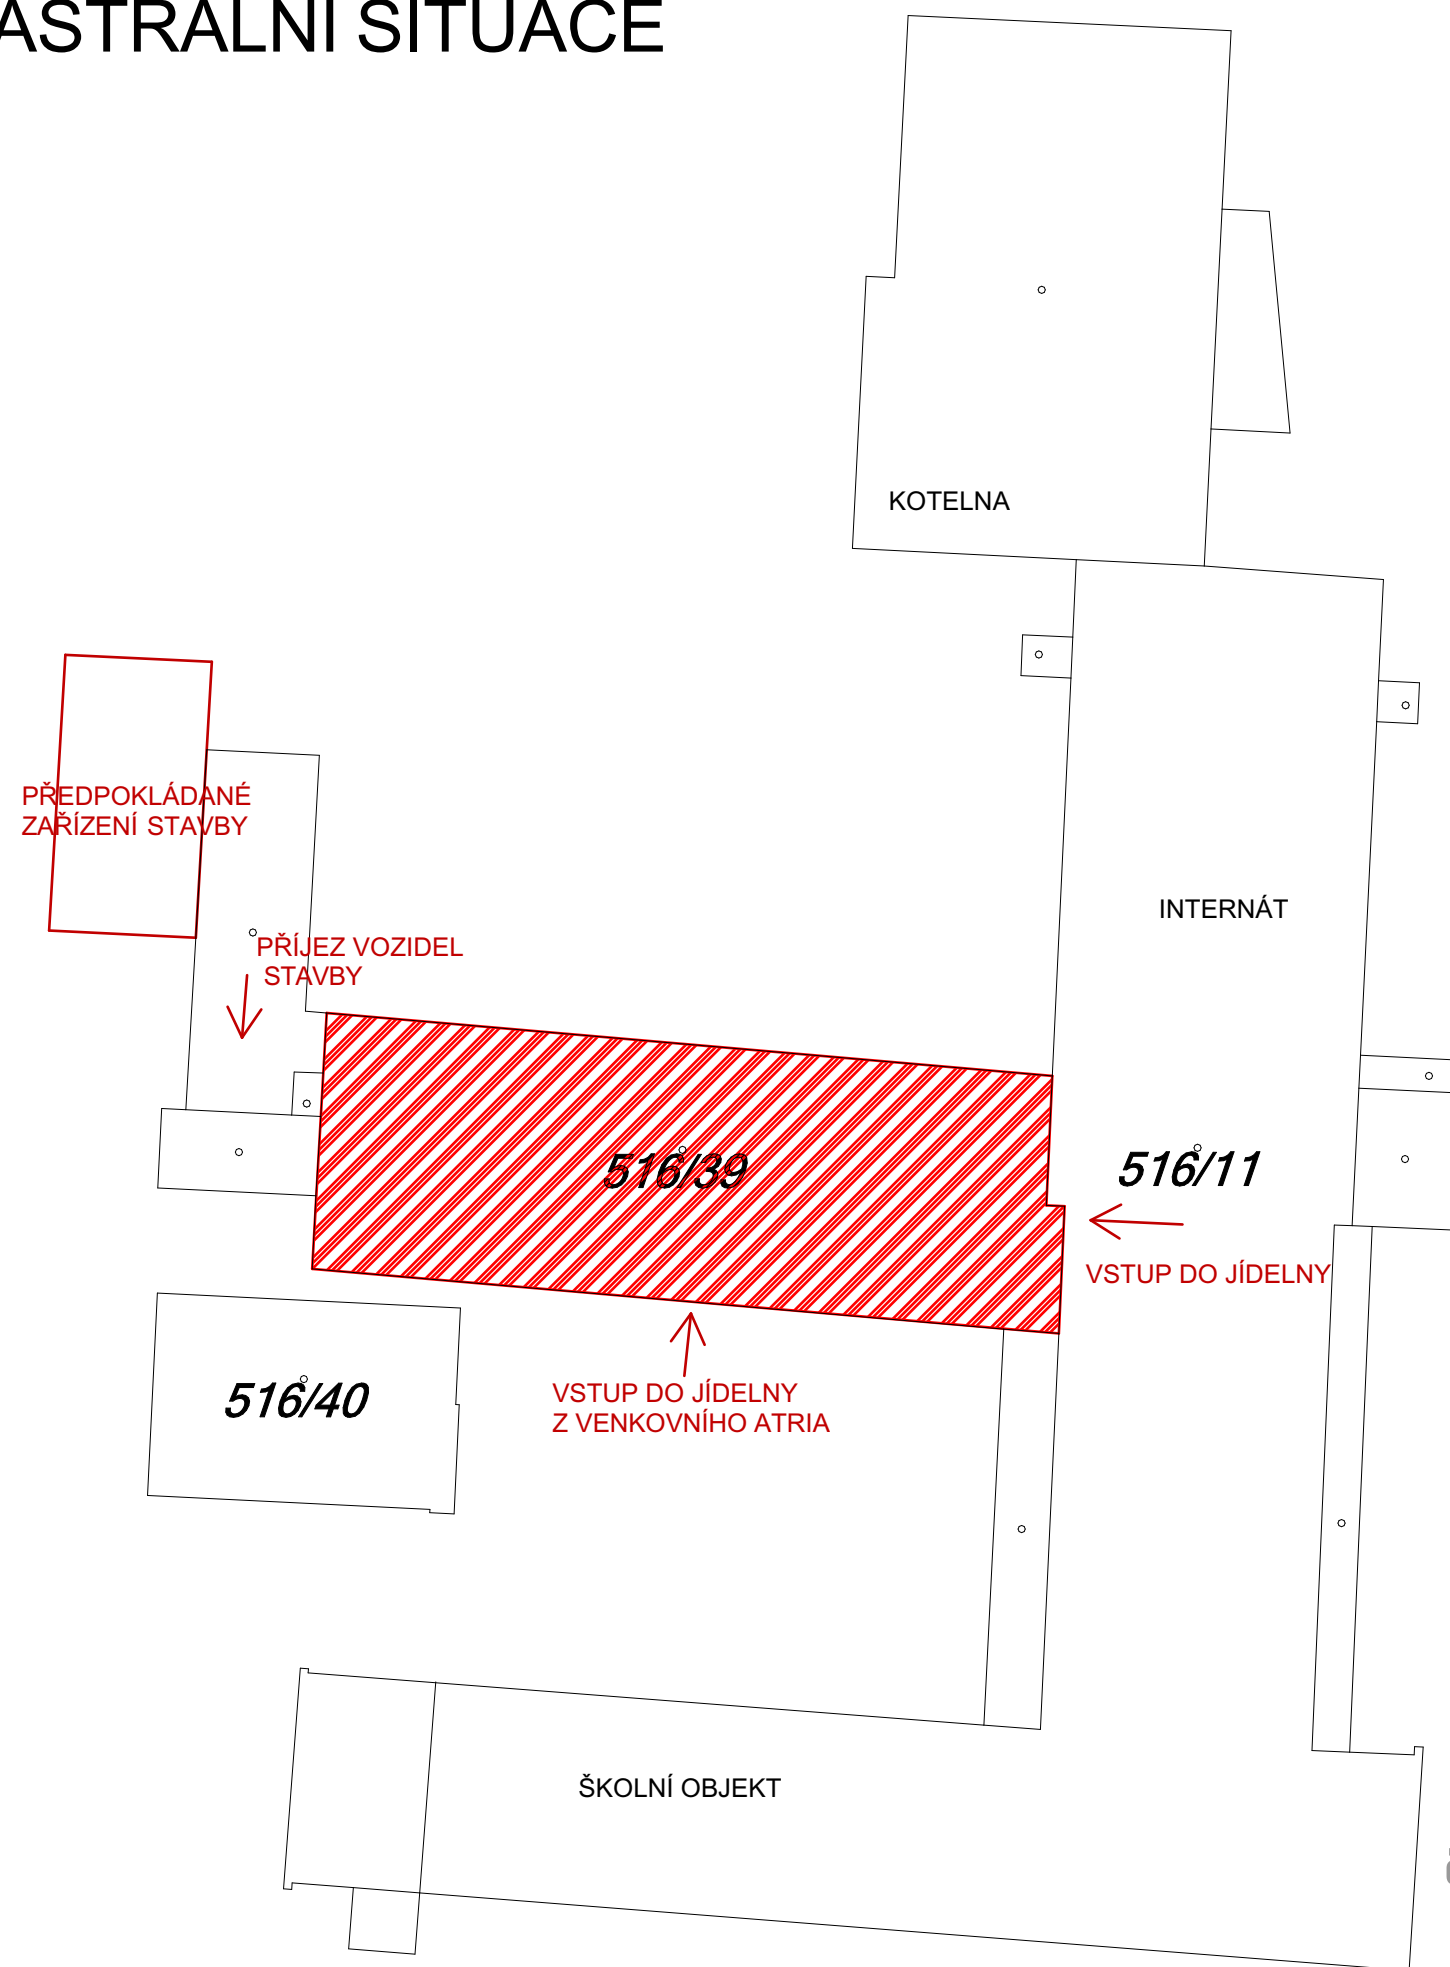 ASTRÁLNÍ SITUACE
KOTELNA
PŘEDPOKLÁDANÉ
ZAŘÍZENÍ STAVBY
INTERNÁT
PŘÍJEZ VOZIDEL
STAVBY
516/39
516/11
VSTUP DO JÍDELNY
516/40
VSTUP DO JÍDELNY
Z VENKOVNÍHO ATRIA
ŠKOLNÍ OBJEKT